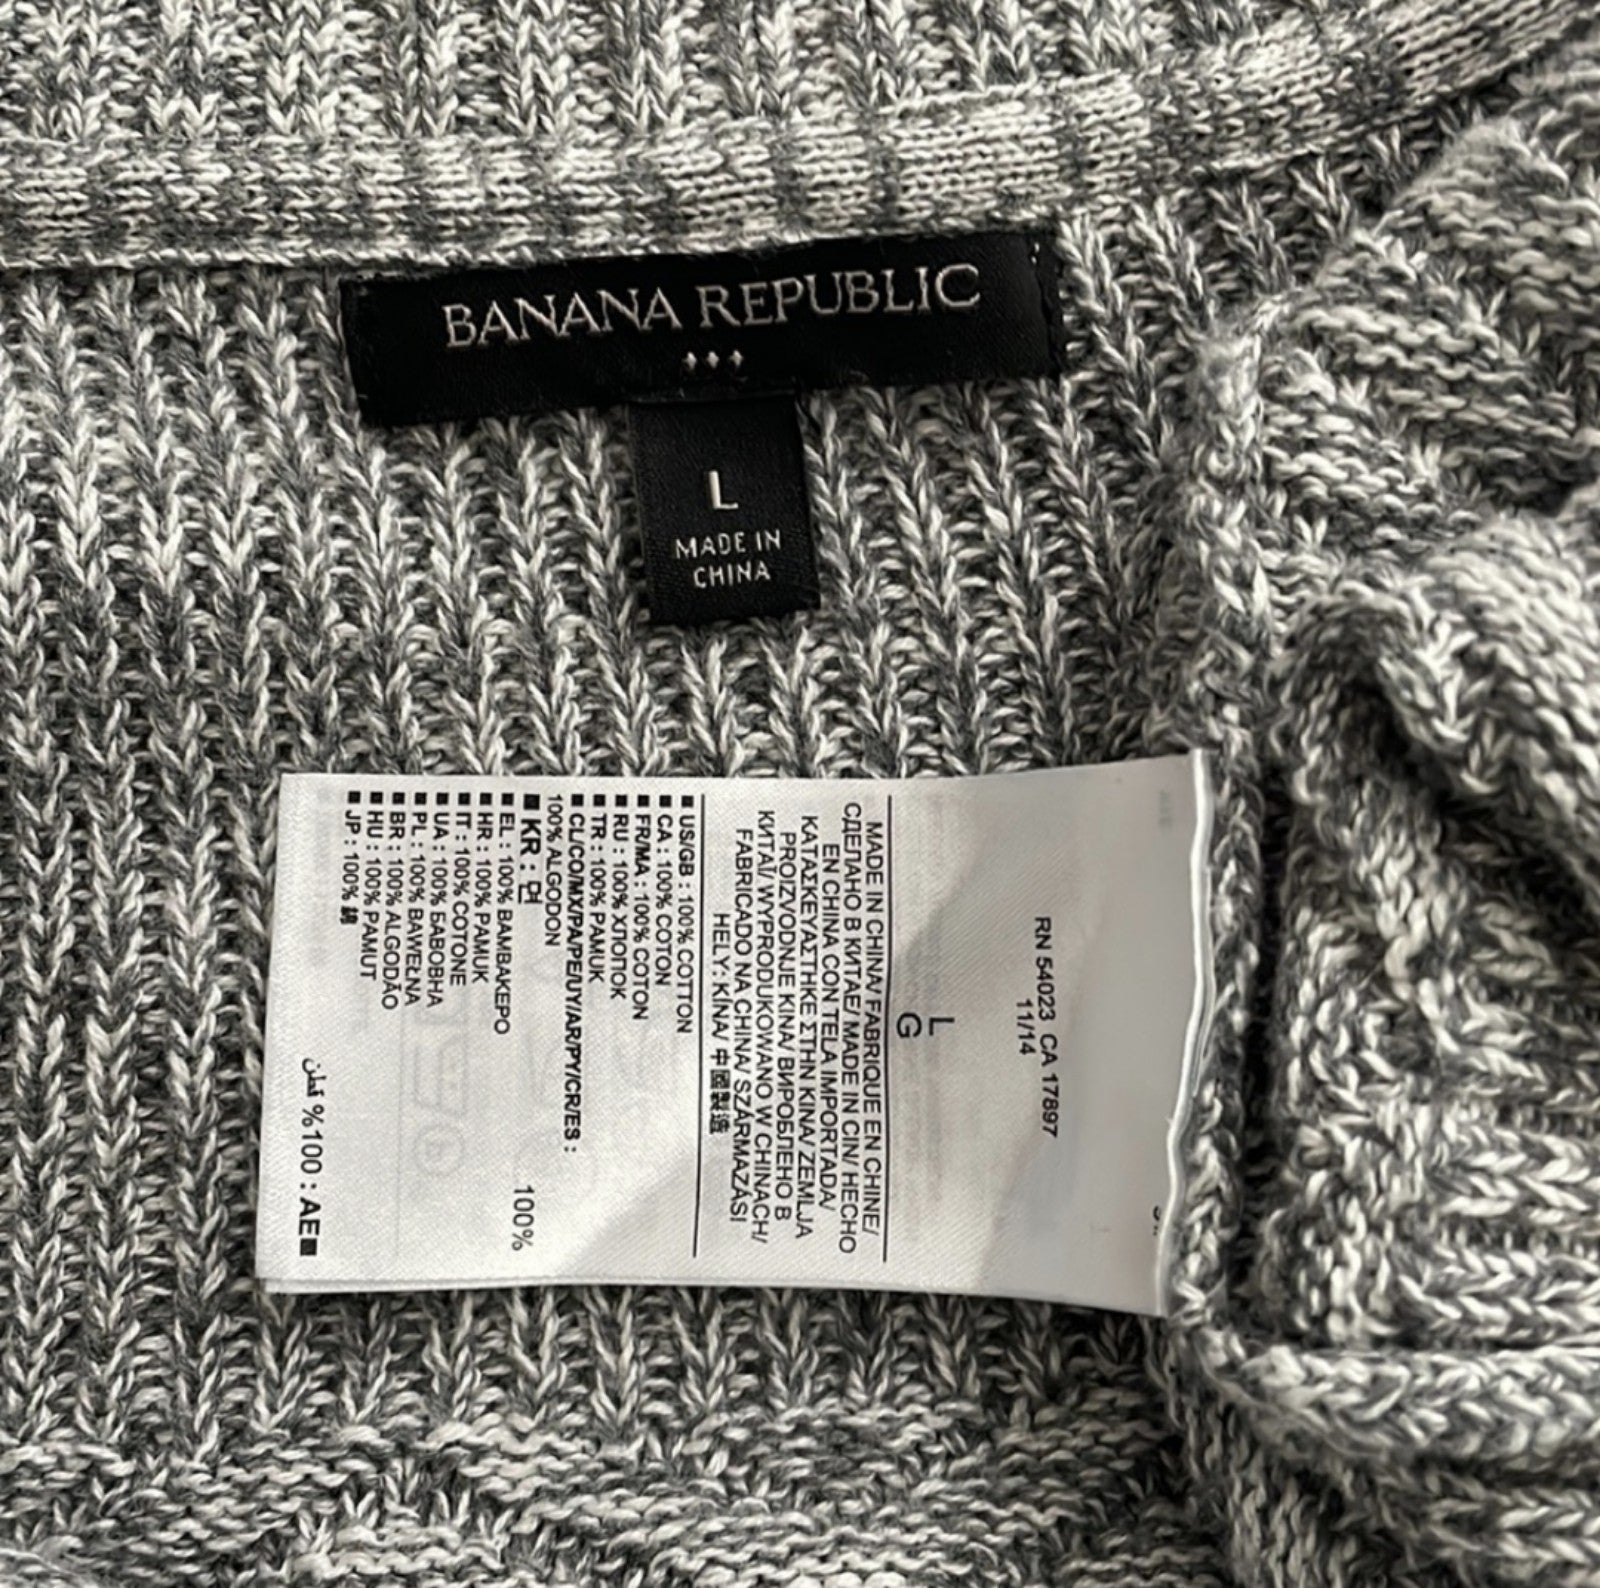 BANANA REPUBLIC
L
MADE IN
CHINA
RN 54023 CA 17897
11/14
L
G
MADE IN CHINA/ FABRIQUE EN CHINE/
СДЕЛАНО В КИТАЕ/ MADE IN CIN/ HECHO
EN CHINA CON TELA IMPORTADA/
ΚΑΤΑΣΚΕΥΑΣΤΗΚΕ ΣΤΗΝ ΚΙΝΑ/ ZEMLJA
PROIZVODNJE KINA/ ВИРОБЛЕНО В
КИТАЇ/ WYPRODUKOWANO W CHINACH/
FABRICADO NA CHINA/ SZÁRMAZÁSI
HELY: KÍNA/ 中國製造
■ US/GB : 100% COTTON
■ CA : 100% COTON
■ FR/MA : 100% COTON
■ RU : 100% ХЛОПОК
■ TR : 100% PAMUK
■ CL/CO/MX/PA/PE/UY/AR/PY/CR/ES :
100% ALGODON
■ KR : 면 100%
■ EL : 100% ΒΑΜΒΑΚΕΡΟ
■ HR : 100% PAMUK
■ IT : 100% COTONE
■ UA : 100% БАВОВНА
■ PL : 100% BAWEŁNA
■ BR : 100% ALGODÃO
■ HU : 100% PAMUT
■ JP : 100% 綿
■AE : 100% قطن